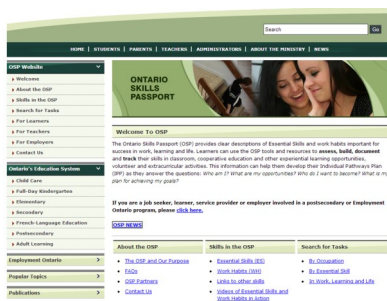 Search
Go
HOME | STUDENTS | PARENTS | TEACHERS | ADMINISTRATORS | ABOUT THE MINISTRY | NEWS
OSP Website
Welcome
About the OSP
Skills in the OSP
Search for Tasks
For Learners
For Teachers
For Employers
Contact Us
Ontario's Education System
Child Care
Full-Day Kindergarten
Elementary
Secondary
French-Language Education
Postsecondary
Adult Learning
Employment Ontario
Popular Topics
Publications
ONTARIO
SKILLS
PASSPORT
Welcome To OSP
The Ontario Skills Passport (OSP) provides clear descriptions of Essential Skills and work habits important for
success in work, learning and life. Learners can use the OSP tools and resources to assess, build, document
and track their skills in classroom, cooperative education and other experiential learning opportunities,
volunteer and extracurricular activities. This information can help them develop their Individual Pathways Plan
(IPP) as they answer the questions: Who am I? What are my opportunities? Who do I want to become? What is my
plan for achieving my goals?
If you are a job seeker, learner, service provider or employer involved in a postsecondary or Employment
Ontario program, please click here.
OSP NEWS
About the OSP
The OSP and Our Purpose
FAQs
OSP Partners
Contact Us
Skills in the OSP
Essential Skills (ES)
Work Habits (WH)
Links to other skills
Videos of Essential Skills and
Work Habits in Action
Search for Tasks
By Occupation
By Essential Skill
In Work, Learning and Life